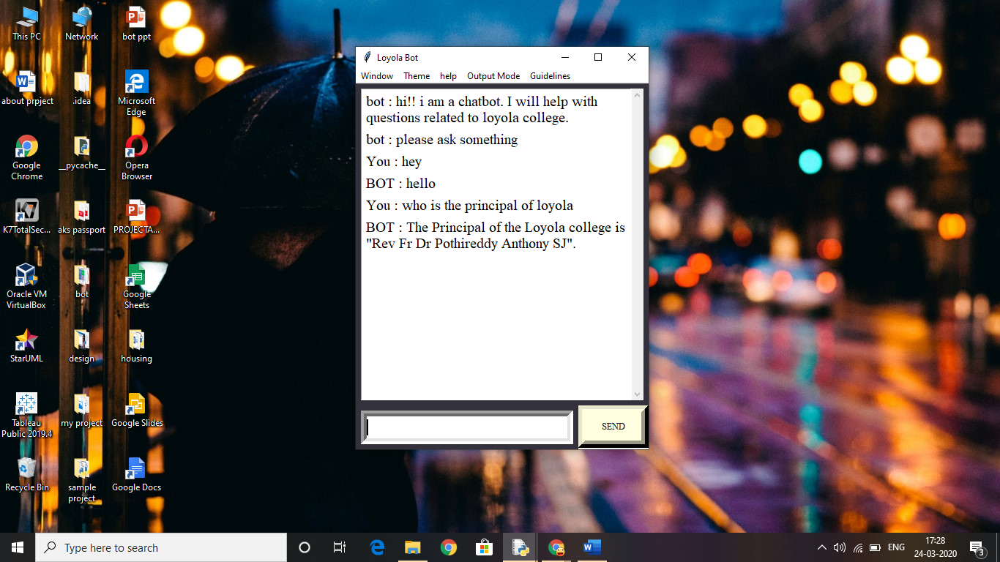 This PC
Network
bot ppt
about prpject
.idea
Microsoft
Edge
Google
Chrome
__pycache__
Opera
Browser
K7TotalSec...
aks passport
PROJECTA...
Oracle VM
VirtualBox
bot
Google
Sheets
StarUML
design
housing
Tableau
Public 2019.4
my project
Google Slides
Recycle Bin
sample
project
Google Docs
Loyola Bot
Window Theme help Output Mode Guidelines
bot : hi!! i am a chatbot. I will help with
questions related to loyola college.
bot : please ask something
You : hey
BOT : hello
You : who is the principal of loyola
BOT : The Principal of the Loyola college is
"Rev Fr Dr Pothireddy Anthony SJ".
SEND
Type here to search
ENG
17:28
24-03-2020
3